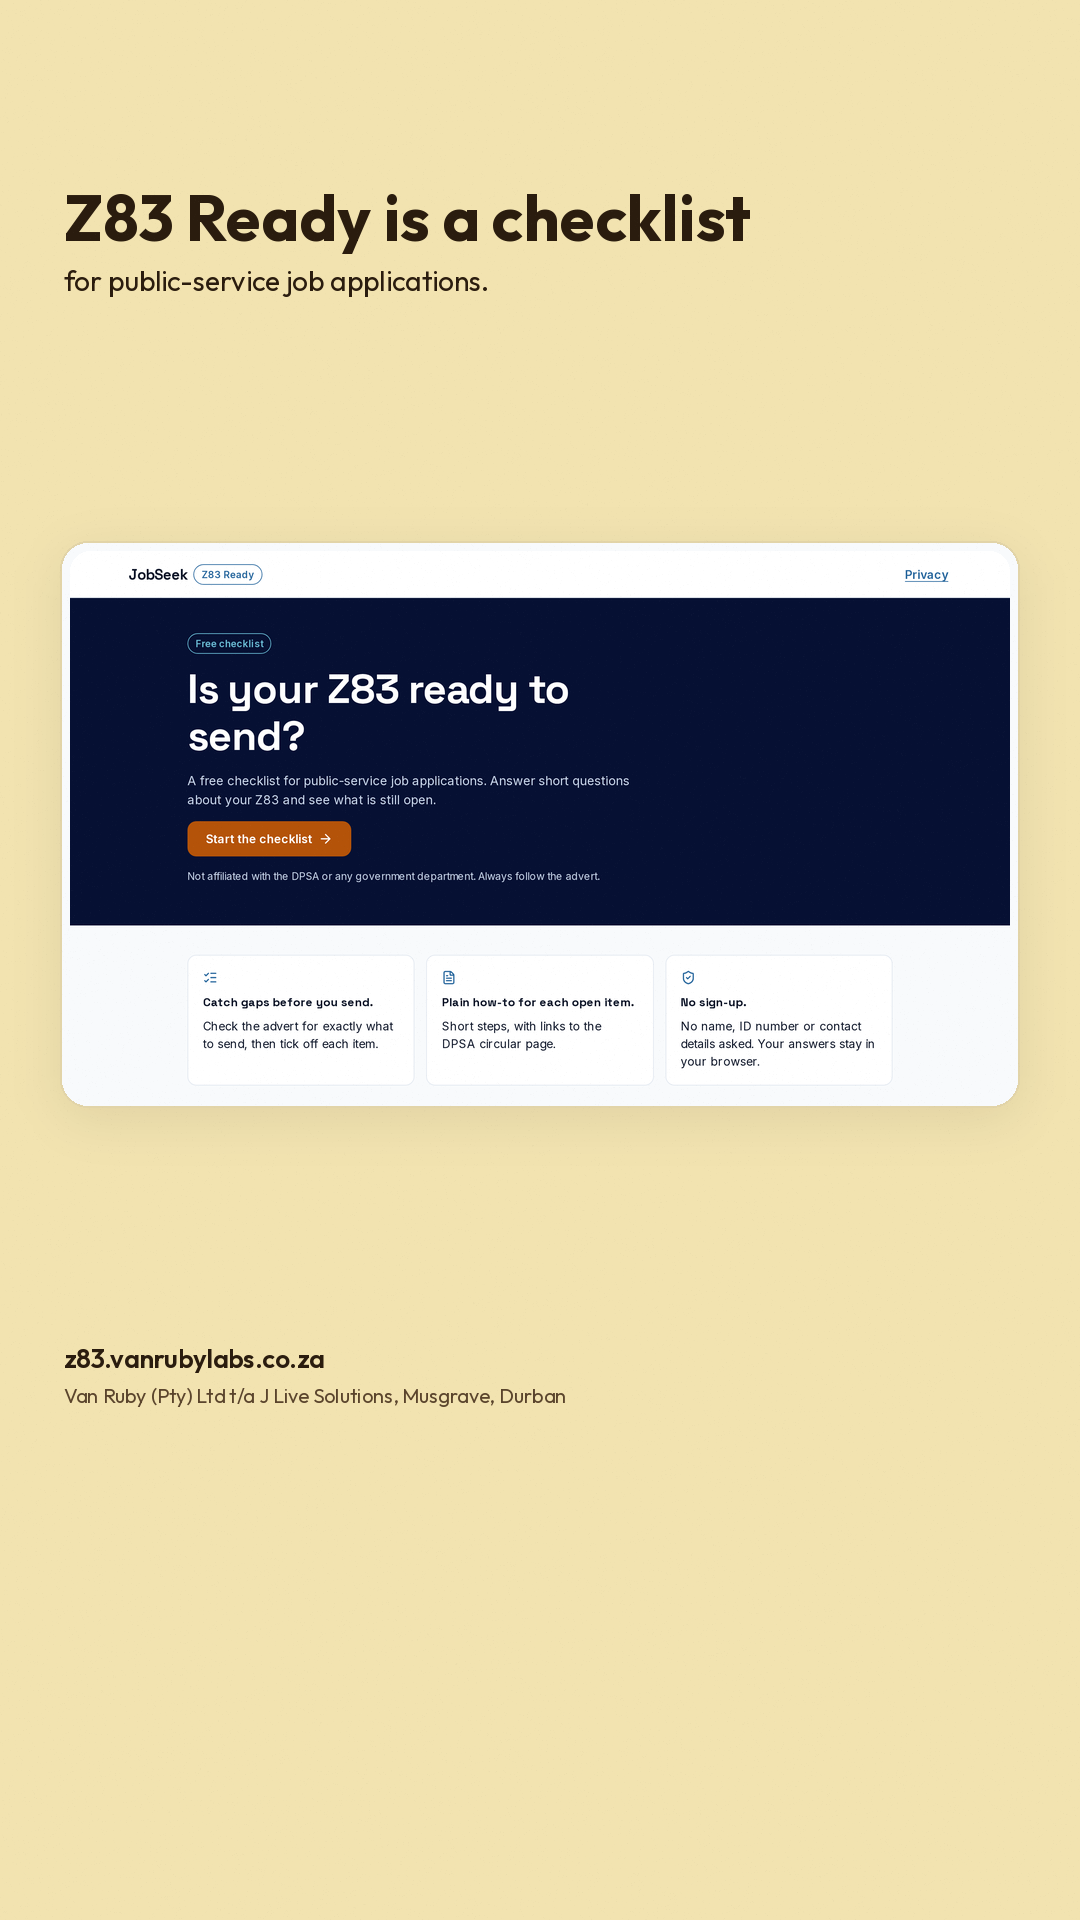 Z83 Ready is a checklist
for public-service job applications.
JobSeek Z83 Ready Privacy
Free checklist
Is your Z83 ready to
send?
A free checklist for public-service job applications. Answer short questions
about your Z83 and see what is still open.
Start the checklist →
Not affiliated with the DPSA or any government department. Always follow the advert.
Catch gaps before you send.
Check the advert for exactly what
to send, then tick off each item.
Plain how-to for each open item.
Short steps, with links to the
DPSA circular page.
No sign-up.
No name, ID number or contact
details asked. Your answers stay in
your browser.
z83.vanrubylabs.co.za
Van Ruby (Pty) Ltd t/a J Live Solutions, Musgrave, Durban